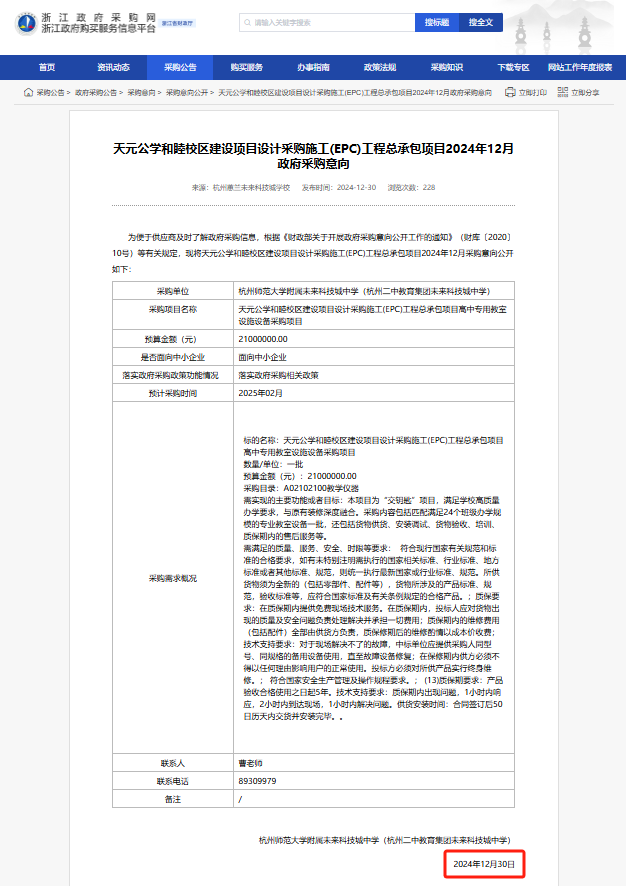 浙江政府采购网
浙江政府购买服务信息平台
浙江省财政厅
请输入关键字搜索
搜标题 搜全文
首页 资讯动态 采购公告 购买服务 办事指南 政策法规 采购知识 下载专区 网站工作年度报表
采购公告 > 政府采购公告 > 采购意向 > 采购意向公开 > 天元公学和睦校区建设项目设计采购施工(EPC)工程总承包项目2024年12月政府采购意向 立即打印 立即分享
天元公学和睦校区建设项目设计采购施工(EPC)工程总承包项目2024年12月
政府采购意向
来源：杭州蕙兰未来科技城学校 发布时间：2024-12-30 浏览次数：228
为便于供应商及时了解政府采购信息，根据《财政部关于开展政府采购意向公开工作的通知》（财库〔2020〕
10号）等有关规定，现将天元公学和睦校区建设项目设计采购施工(EPC)工程总承包项目2024年12月采购意向公开
如下：
采购单位 杭州师范大学附属未来科技城中学（杭州二中教育集团未来科技城中学）
采购项目名称 天元公学和睦校区建设项目设计采购施工(EPC)工程总承包项目高中专用教室
设施设备采购项目
预算金额（元） 21000000.00
是否面向中小企业 面向中小企业
落实政府采购政策功能情况 落实政府采购相关政策
预计采购时间 2025年02月
采购需求概况
标的名称：天元公学和睦校区建设项目设计采购施工(EPC)工程总承包项目
高中专用教室设施设备采购项目
数量/单位：一批
预算金额（元）：21000000.00
采购目录：A02102100教学仪器
需实现的主要功能或者目标：本项目为“交钥匙”项目，满足学校高质量
办学要求，与原有装修深度融合。采购内容包括匹配满足24个班级办学规
模的专业教室设备一批，还包括货物供货、安装调试、货物验收、培训、
质保期内的售后服务等。
需满足的质量、服务、安全、时限等要求： 符合现行国家有关规范和标
准的合格要求，如有未特别注明需执行的国家相关标准、行业标准、地方
标准或者其他标准、规范，则统一执行最新国家或行业标准、规范。所供
货物须为全新的（包括零部件、配件等），货物所涉及的产品标准、规
范，验收标准等，应符合国家标准及有关条例规定的合格产品。；质保要
求：在质保期内提供免费现场技术服务。在质保期内，投标人应对货物出
现的质量及安全问题负责处理解决并承担一切费用；质保期内的维修费用
（包括配件）全部由供货方负责，质保修期后的维修酌情以成本价收费；
技术支持要求：对于现场解决不了的故障，中标单位应提供采购人同型
号、同规格的备用设备使用，直至故障设备修复；在保修期内供方必须不
得以任何理由影响用户的正常使用。投标方必须对所供产品实行终身维
修。； 符合国家安全生产管理及操作规程要求。；(13)质保期要求：产品
验收合格使用之日起5年。技术支持要求：质保期内出现问题，1小时内响
应，2小时内到达现场，1小时内解决问题。供货安装时间：合同签订后50
日历天内交货并安装完毕。。
联系人 曹老师
联系电话 89309979
备注 /
杭州师范大学附属未来科技城中学（杭州二中教育集团未来科技城中学）
2024年12月30日